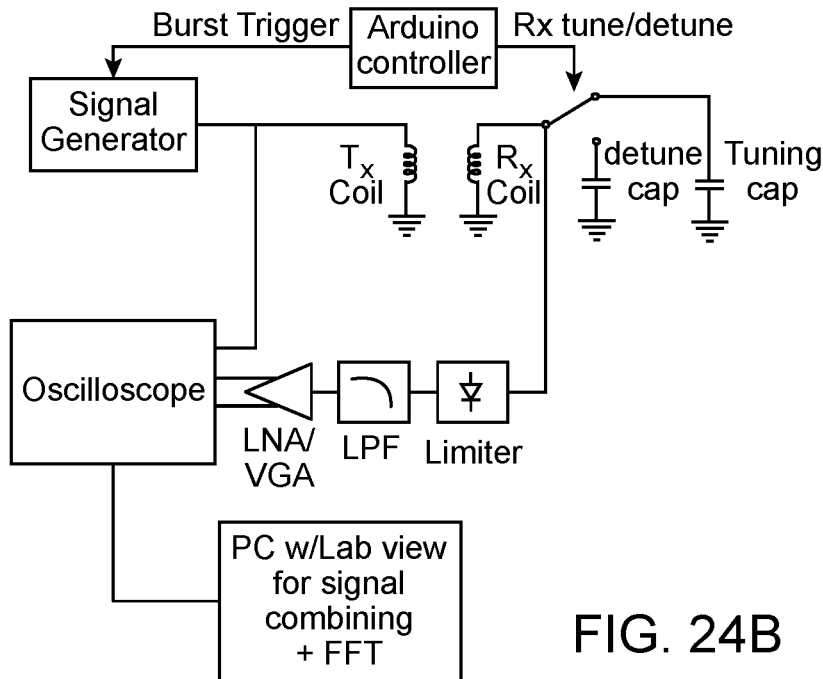 Burst Trigger
Arduino
controller
Rx tune/detune
Signal
Generator
Tx
Coil
Rx
Coil
detune
cap
Tuning
cap
Oscilloscope
LNA/
VGA
LPF
Limiter
PC w/Lab view
for signal
combining
+ FFT
FIG. 24B